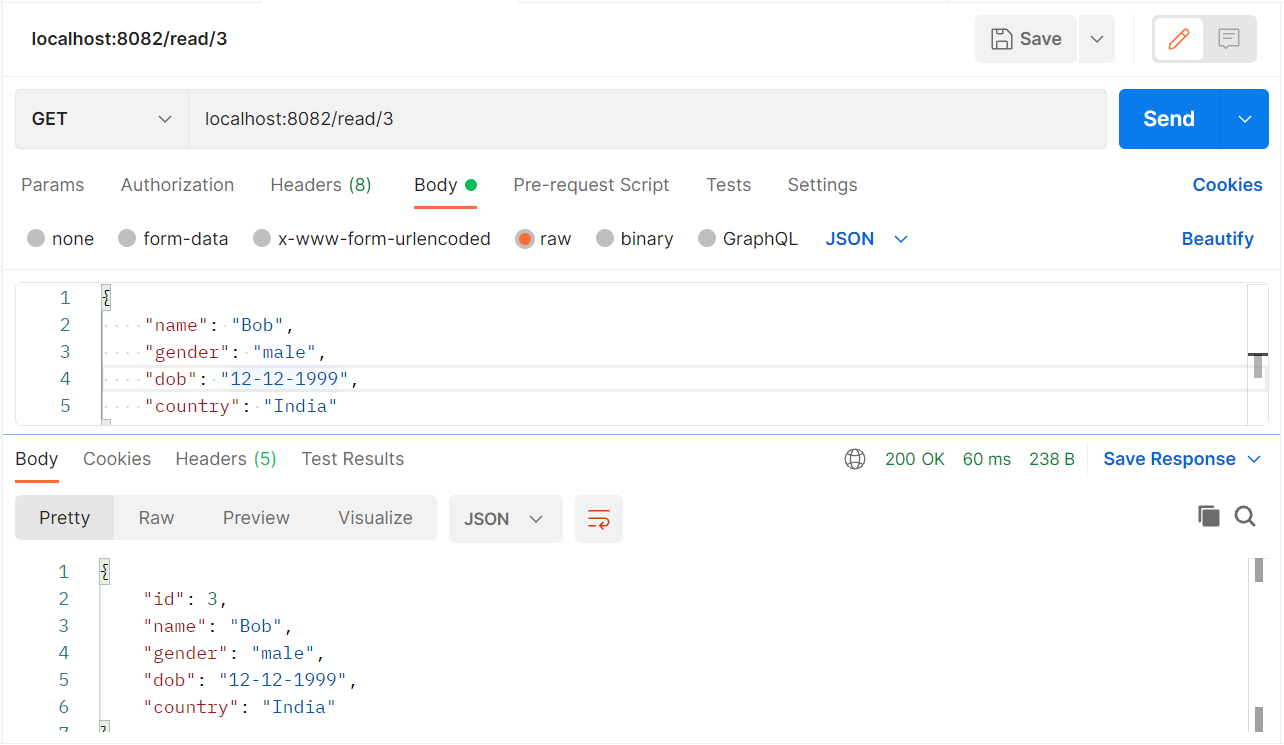 localhost:8082/read/3 Save
GET localhost:8082/read/3 Send
Params Authorization Headers (8) Body Pre-request Script Tests Settings Cookies
none form-data x-www-form-urlencoded raw binary GraphQL JSON Beautify
1 {
2 "name": "Bob",
3 "gender": "male",
4 "dob": "12-12-1999",
5 "country": "India"
Body Cookies Headers (5) Test Results 200 OK 60 ms 238 B Save Response
Pretty Raw Preview Visualize JSON
1 {
2 "id": 3,
3 "name": "Bob",
4 "gender": "male",
5 "dob": "12-12-1999",
6 "country": "India"
7 }